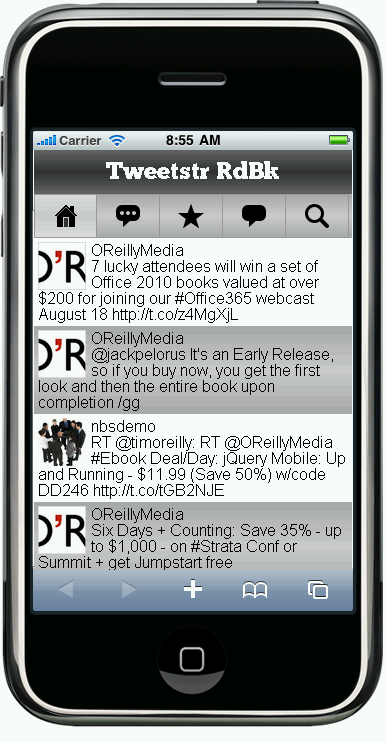 Carrier 8:55 AM
Tweetstr RdBk
O'R
OReillyMedia
7 lucky attendees will win a set of
Office 2010 books valued at over
$200 for joining our #Office365 webcast
August 18 http://t.co/z4MgXjL
O'R
OReillyMedia
@jackpelorus It's an Early Release,
so if you buy now, you get the first
look and then the entire book upon
completion /gg
nbsdemo
RT @timoreilly: RT @OReillyMedia
#Ebook Deal/Day: jQuery Mobile: Up
and Running - $11.99 (Save 50%) w/code
DD246 http://t.co/tGB2NJE
O'R
OReillyMedia
Six Days + Counting: Save 35% - up
to $1,000 - on #Strata Conf or
Summit + get Jumpstart free